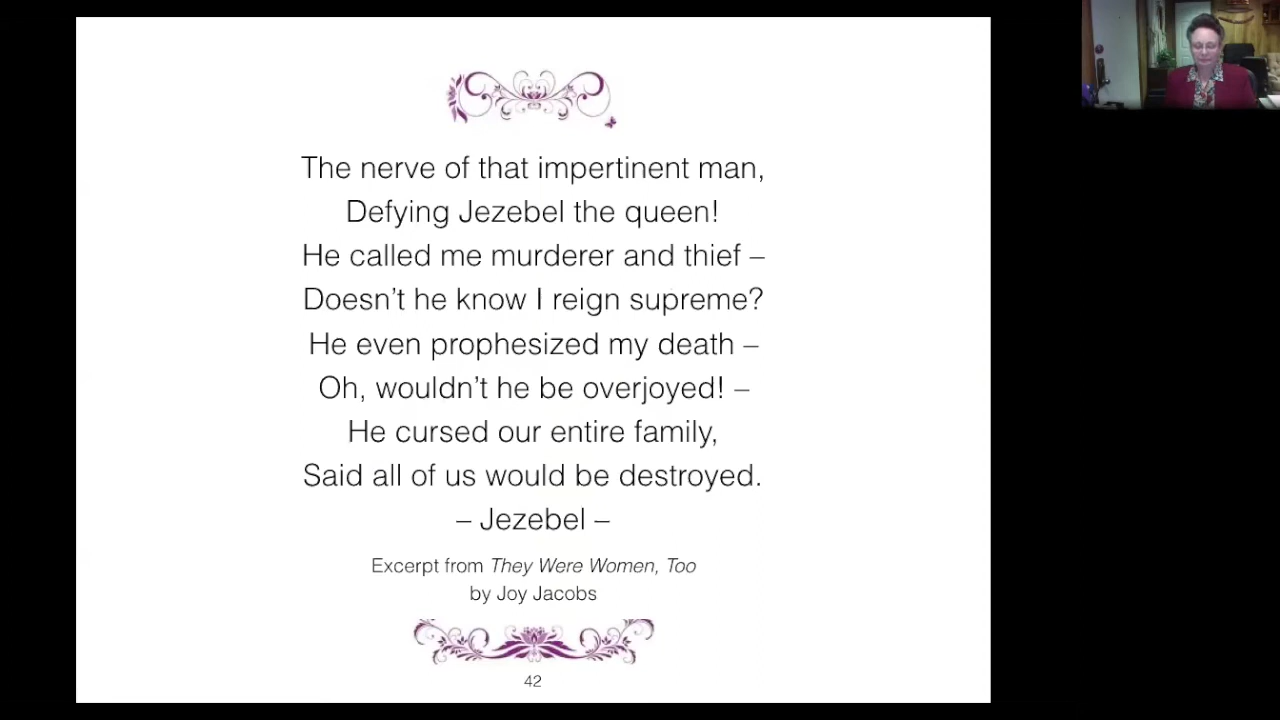 The nerve of that impertinent man,
Defying Jezebel the queen!
He called me murderer and thief –
Doesn't he know I reign supreme?
He even prophesized my death –
Oh, wouldn't he be overjoyed! –
He cursed our entire family,
Said all of us would be destroyed.
– Jezebel –
Excerpt from They Were Women, Too
by Joy Jacobs
42